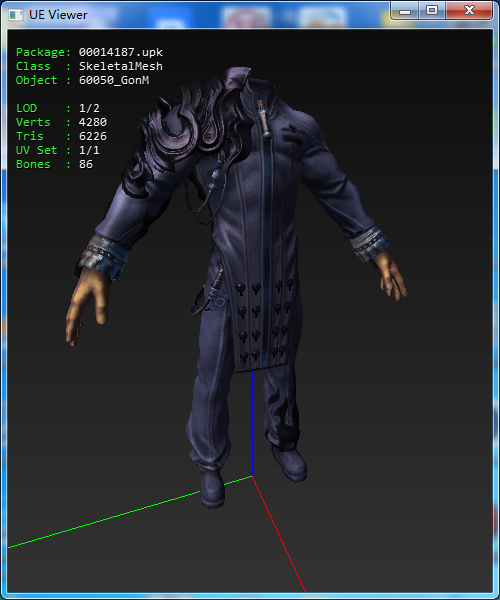 UE Viewer
Package: 00014187.upk
Class  : SkeletalMesh
Object : 60050_GonM
LOD    : 1/2
Verts  : 4280
Tris   : 6226
UV Set : 1/1
Bones  : 86